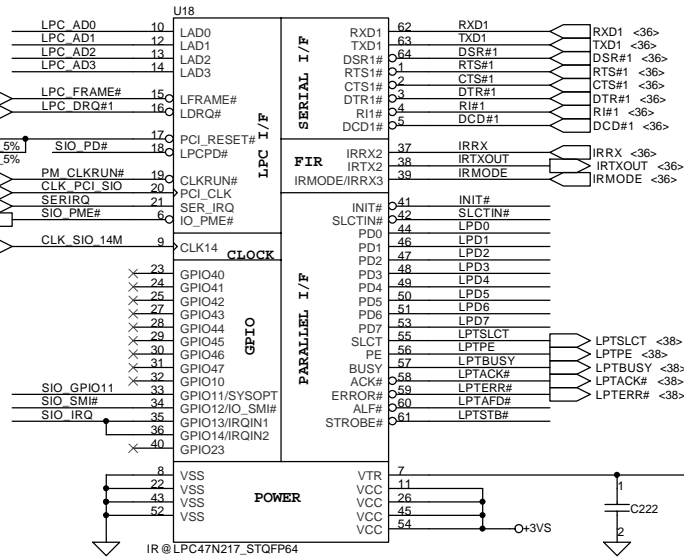 U18
LPC_AD0 10 LAD0
LPC_AD1 12 LAD1
LPC_AD2 13 LAD2
LPC_AD3 14 LAD3
LPC_FRAME# 15 LFRAME#
LPC_DRQ#1 16 LDRQ#
5% 17 PCI_RESET#
5% SIO_PD# 18 LPCPD#
PM_CLKRUN# 19 CLKRUN#
CLK_PCI_SIO 20 PCI_CLK
SERIRQ 21 SER_IRQ
SIO_PME# 6 IO_PME#
CLK_SIO_14M 9 CLK14
23 GPIO40
24 GPIO41
25 GPIO42
27 GPIO43
28 GPIO44
29 GPIO45
30 GPIO46
31 GPIO47
32 GPIO10
SIO_GPIO11 33 GPIO11/SYSOPT
SIO_SMI# 34 GPIO12/IO_SMI#
SIO_IRQ 35 GPIO13/IRQIN1
36 GPIO14/IRQIN2
40 GPIO23
8 VSS
22 VSS
43 VSS
52 VSS
LPC I/F
CLOCK
GPIO
POWER
SERIAL I/F
FIR
PARALLEL I/F
RXD1 62 RXD1 RXD1 <36>
TXD1 63 TXD1 TXD1 <36>
DSR1# 64 DSR#1 DSR#1 <36>
RTS1# 1 RTS#1 RTS#1 <36>
CTS1# 2 CTS#1 CTS#1 <36>
DTR1# 3 DTR#1 DTR#1 <36>
RI1# 4 RI#1 RI#1 <36>
DCD1# 5 DCD#1 DCD#1 <36>
IRRX2 37 IRRX IRRX <36>
IRTX2 38 IRTXOUT IRTXOUT <36>
IRMODE/IRRX3 39 IRMODE IRMODE <36>
INIT# 41 INIT#
SLCTIN# 42 SLCTIN#
PD0 44 LPD0
PD1 46 LPD1
PD2 47 LPD2
PD3 48 LPD3
PD4 49 LPD4
PD5 50 LPD5
PD6 51 LPD6
PD7 53 LPD7
SLCT 55 LPTSLCT LPTSLCT <38>
PE 56 LPTPE LPTPE <38>
BUSY 57 LPTBUSY LPTBUSY <38>
ACK# 58 LPTACK# LPTACK# <38>
ERROR# 59 LPTERR# LPTERR# <38>
ALF# 60 LPTAFD#
STROBE# 61 LPTSTB#
VTR 7
VCC 11
VCC 26
VCC 45
VCC 54 +3VS
1
C222
2
IR@LPC47N217_STQFP64